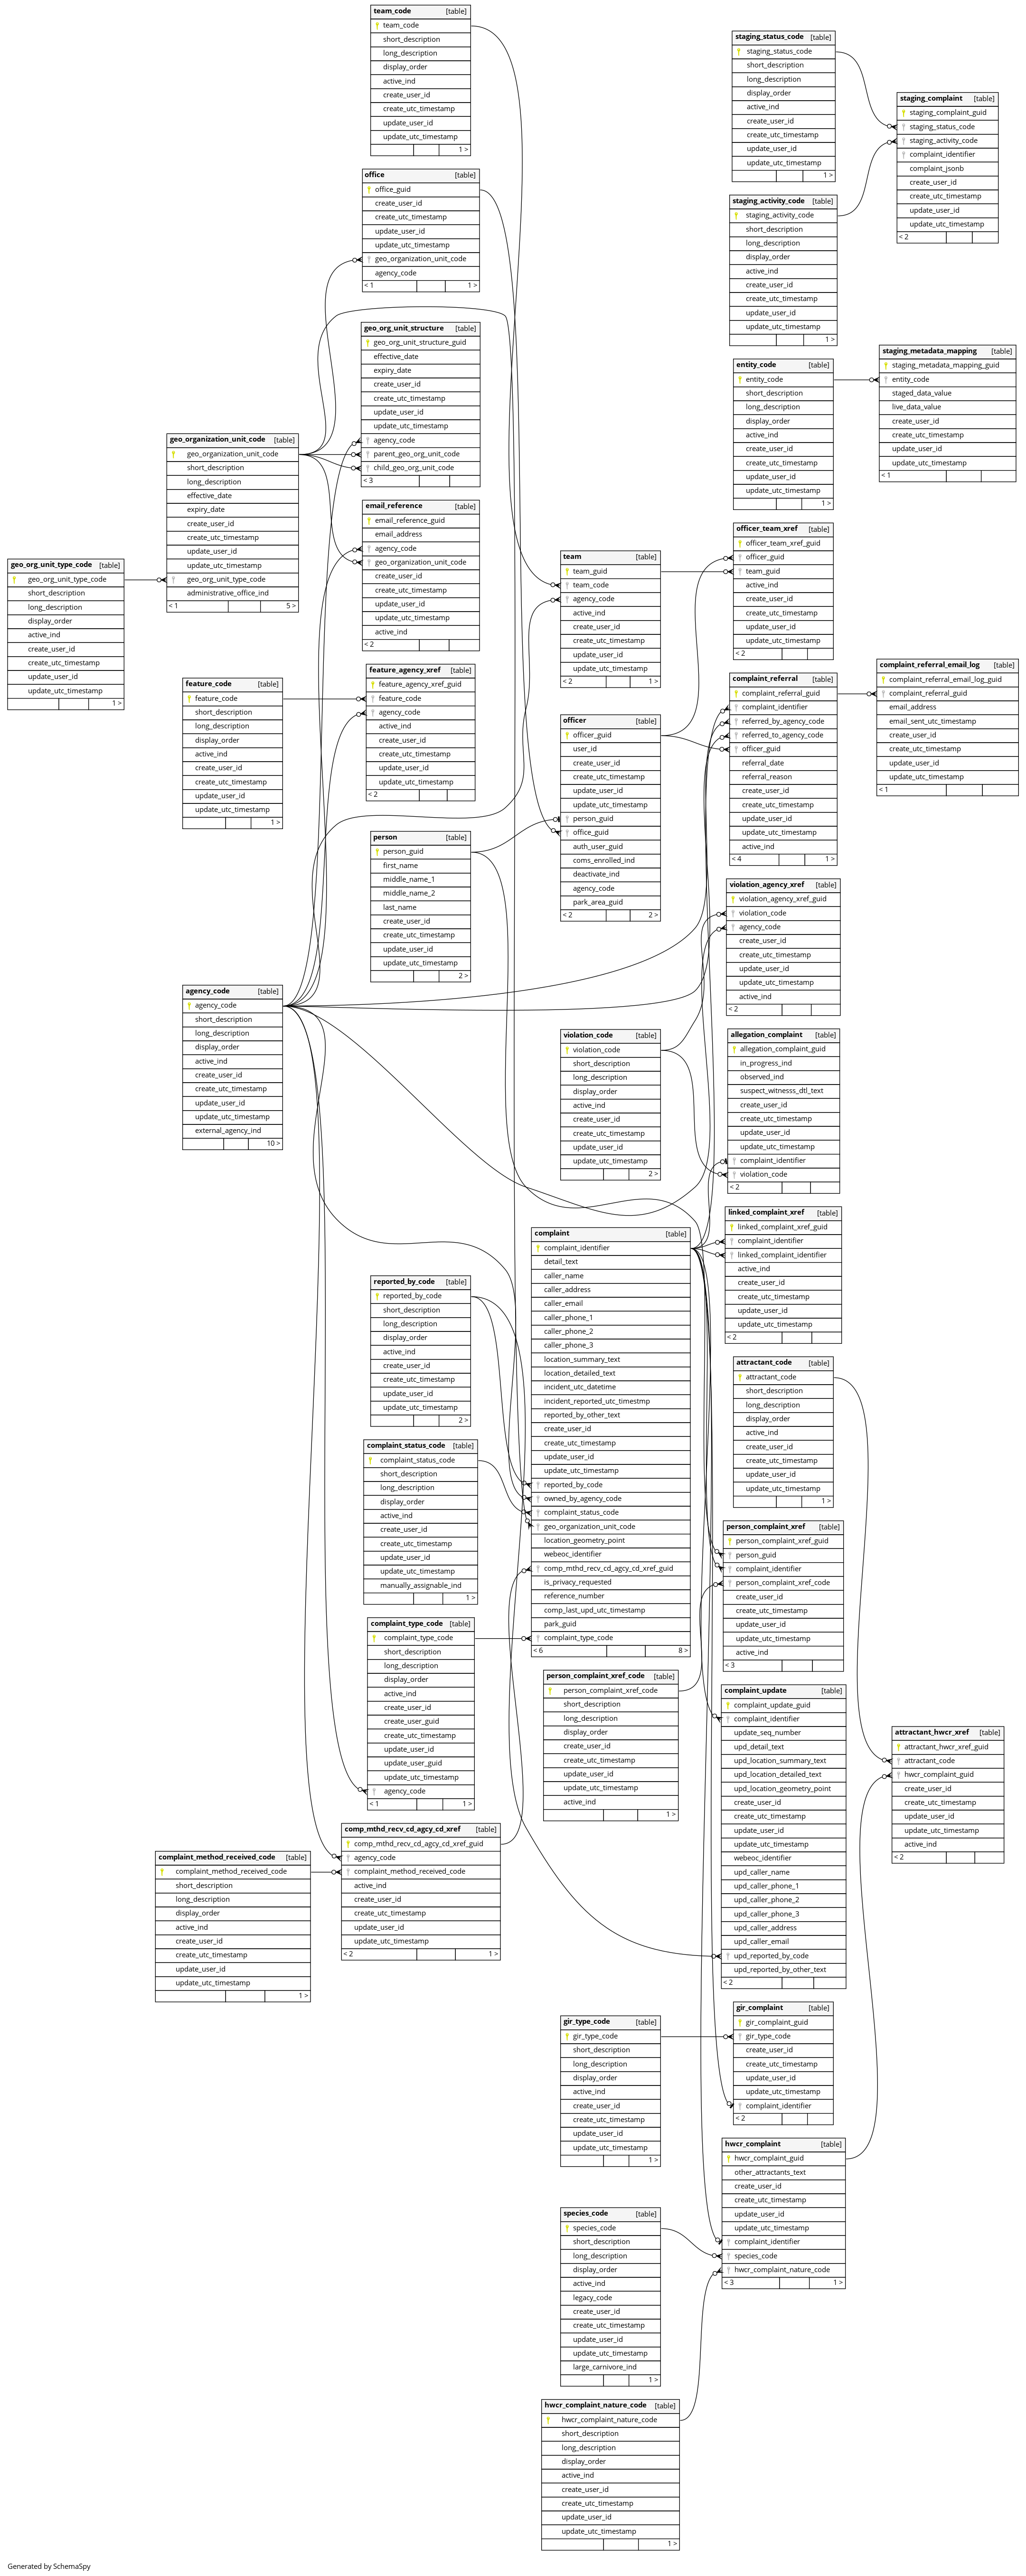 team_code [table]
team_code
short_description
long_description
display_order
active_ind
create_user_id
create_utc_timestamp
update_user_id
update_utc_timestamp
1 >
staging_status_code [table]
staging_status_code
short_description
long_description
display_order
active_ind
create_user_id
create_utc_timestamp
update_user_id
update_utc_timestamp
1 >
staging_complaint [table]
staging_complaint_guid
staging_status_code
staging_activity_code
complaint_identifier
complaint_jsonb
create_user_id
create_utc_timestamp
update_user_id
update_utc_timestamp
< 2
office [table]
office_guid
create_user_id
create_utc_timestamp
update_user_id
update_utc_timestamp
geo_organization_unit_code
agency_code
< 1 1 >
staging_activity_code [table]
staging_activity_code
short_description
long_description
display_order
active_ind
create_user_id
create_utc_timestamp
update_user_id
update_utc_timestamp
1 >
geo_org_unit_structure [table]
geo_org_unit_structure_guid
effective_date
expiry_date
create_user_id
create_utc_timestamp
update_user_id
update_utc_timestamp
agency_code
parent_geo_org_unit_code
child_geo_org_unit_code
< 3
staging_metadata_mapping [table]
staging_metadata_mapping_guid
entity_code
staged_data_value
live_data_value
create_user_id
create_utc_timestamp
update_user_id
update_utc_timestamp
< 1
entity_code [table]
entity_code
short_description
long_description
display_order
active_ind
create_user_id
create_utc_timestamp
update_user_id
update_utc_timestamp
1 >
geo_organization_unit_code [table]
geo_organization_unit_code
short_description
long_description
effective_date
expiry_date
create_user_id
create_utc_timestamp
update_user_id
update_utc_timestamp
geo_org_unit_type_code
administrative_office_ind
< 1 5 >
email_reference [table]
email_reference_guid
email_address
agency_code
geo_organization_unit_code
create_user_id
create_utc_timestamp
update_user_id
update_utc_timestamp
active_ind
< 2
officer_team_xref [table]
officer_team_xref_guid
officer_guid
team_guid
active_ind
create_user_id
create_utc_timestamp
update_user_id
update_utc_timestamp
< 2
team [table]
team_guid
team_code
agency_code
active_ind
create_user_id
create_utc_timestamp
update_user_id
update_utc_timestamp
< 2 1 >
geo_org_unit_type_code [table]
geo_org_unit_type_code
short_description
long_description
display_order
active_ind
create_user_id
create_utc_timestamp
update_user_id
update_utc_timestamp
1 >
complaint_referral_email_log [table]
complaint_referral_email_log_guid
complaint_referral_guid
email_address
email_sent_utc_timestamp
create_user_id
create_utc_timestamp
update_user_id
update_utc_timestamp
< 1
feature_agency_xref [table]
feature_agency_xref_guid
feature_code
agency_code
active_ind
create_user_id
create_utc_timestamp
update_user_id
update_utc_timestamp
< 2
complaint_referral [table]
complaint_referral_guid
complaint_identifier
referred_by_agency_code
referred_to_agency_code
officer_guid
referral_date
referral_reason
create_user_id
create_utc_timestamp
update_user_id
update_utc_timestamp
active_ind
< 4 1 >
feature_code [table]
feature_code
short_description
long_description
display_order
active_ind
create_user_id
create_utc_timestamp
update_user_id
update_utc_timestamp
1 >
officer [table]
officer_guid
user_id
create_user_id
create_utc_timestamp
update_user_id
update_utc_timestamp
person_guid
office_guid
auth_user_guid
coms_enrolled_ind
deactivate_ind
agency_code
park_area_guid
< 2 2 >
person [table]
person_guid
first_name
middle_name_1
middle_name_2
last_name
create_user_id
create_utc_timestamp
update_user_id
update_utc_timestamp
2 >
violation_agency_xref [table]
violation_agency_xref_guid
violation_code
agency_code
create_user_id
create_utc_timestamp
update_user_id
update_utc_timestamp
active_ind
< 2
agency_code [table]
agency_code
short_description
long_description
display_order
active_ind
create_user_id
create_utc_timestamp
update_user_id
update_utc_timestamp
external_agency_ind
10 >
violation_code [table]
violation_code
short_description
long_description
display_order
active_ind
create_user_id
create_utc_timestamp
update_user_id
update_utc_timestamp
2 >
allegation_complaint [table]
allegation_complaint_guid
in_progress_ind
observed_ind
suspect_witnesss_dtl_text
create_user_id
create_utc_timestamp
update_user_id
update_utc_timestamp
complaint_identifier
violation_code
< 2
linked_complaint_xref [table]
linked_complaint_xref_guid
complaint_identifier
linked_complaint_identifier
active_ind
create_user_id
create_utc_timestamp
update_user_id
update_utc_timestamp
< 2
complaint [table]
complaint_identifier
detail_text
caller_name
caller_address
caller_email
caller_phone_1
caller_phone_2
caller_phone_3
location_summary_text
location_detailed_text
incident_utc_datetime
incident_reported_utc_timestmp
reported_by_other_text
create_user_id
create_utc_timestamp
update_user_id
update_utc_timestamp
reported_by_code
owned_by_agency_code
complaint_status_code
geo_organization_unit_code
location_geometry_point
webeoc_identifier
comp_mthd_recv_cd_agcy_cd_xref_guid
is_privacy_requested
reference_number
comp_last_upd_utc_timestamp
park_guid
complaint_type_code
< 6 8 >
reported_by_code [table]
reported_by_code
short_description
long_description
display_order
active_ind
create_user_id
create_utc_timestamp
update_user_id
update_utc_timestamp
2 >
attractant_code [table]
attractant_code
short_description
long_description
display_order
active_ind
create_user_id
create_utc_timestamp
update_user_id
update_utc_timestamp
1 >
complaint_status_code [table]
complaint_status_code
short_description
long_description
display_order
active_ind
create_user_id
create_utc_timestamp
update_user_id
update_utc_timestamp
manually_assignable_ind
1 >
person_complaint_xref [table]
person_complaint_xref_guid
person_guid
complaint_identifier
person_complaint_xref_code
create_user_id
create_utc_timestamp
update_user_id
update_utc_timestamp
active_ind
< 3
complaint_type_code [table]
complaint_type_code
short_description
long_description
display_order
active_ind
create_user_id
create_user_guid
create_utc_timestamp
update_user_id
update_user_guid
update_utc_timestamp
agency_code
< 1 1 >
person_complaint_xref_code [table]
person_complaint_xref_code
short_description
long_description
display_order
create_user_id
create_utc_timestamp
update_user_id
update_utc_timestamp
active_ind
1 >
complaint_update [table]
complaint_update_guid
complaint_identifier
update_seq_number
upd_detail_text
upd_location_summary_text
upd_location_detailed_text
upd_location_geometry_point
create_user_id
create_utc_timestamp
update_user_id
update_utc_timestamp
webeoc_identifier
upd_caller_name
upd_caller_phone_1
upd_caller_phone_2
upd_caller_phone_3
upd_caller_address
upd_caller_email
upd_reported_by_code
upd_reported_by_other_text
< 2
attractant_hwcr_xref [table]
attractant_hwcr_xref_guid
attractant_code
hwcr_complaint_guid
create_user_id
create_utc_timestamp
update_user_id
update_utc_timestamp
active_ind
< 2
comp_mthd_recv_cd_agcy_cd_xref [table]
comp_mthd_recv_cd_agcy_cd_xref_guid
agency_code
complaint_method_received_code
active_ind
create_user_id
create_utc_timestamp
update_user_id
update_utc_timestamp
< 2 1 >
complaint_method_received_code [table]
complaint_method_received_code
short_description
long_description
display_order
active_ind
create_user_id
create_utc_timestamp
update_user_id
update_utc_timestamp
1 >
gir_complaint [table]
gir_complaint_guid
gir_type_code
create_user_id
create_utc_timestamp
update_user_id
update_utc_timestamp
complaint_identifier
< 2
gir_type_code [table]
gir_type_code
short_description
long_description
display_order
active_ind
create_user_id
create_utc_timestamp
update_user_id
update_utc_timestamp
1 >
hwcr_complaint [table]
hwcr_complaint_guid
other_attractants_text
create_user_id
create_utc_timestamp
update_user_id
update_utc_timestamp
complaint_identifier
species_code
hwcr_complaint_nature_code
< 3 1 >
species_code [table]
species_code
short_description
long_description
display_order
active_ind
legacy_code
create_user_id
create_utc_timestamp
update_user_id
update_utc_timestamp
large_carnivore_ind
1 >
hwcr_complaint_nature_code [table]
hwcr_complaint_nature_code
short_description
long_description
display_order
active_ind
create_user_id
create_utc_timestamp
update_user_id
update_utc_timestamp
1 >
Generated by SchemaSpy